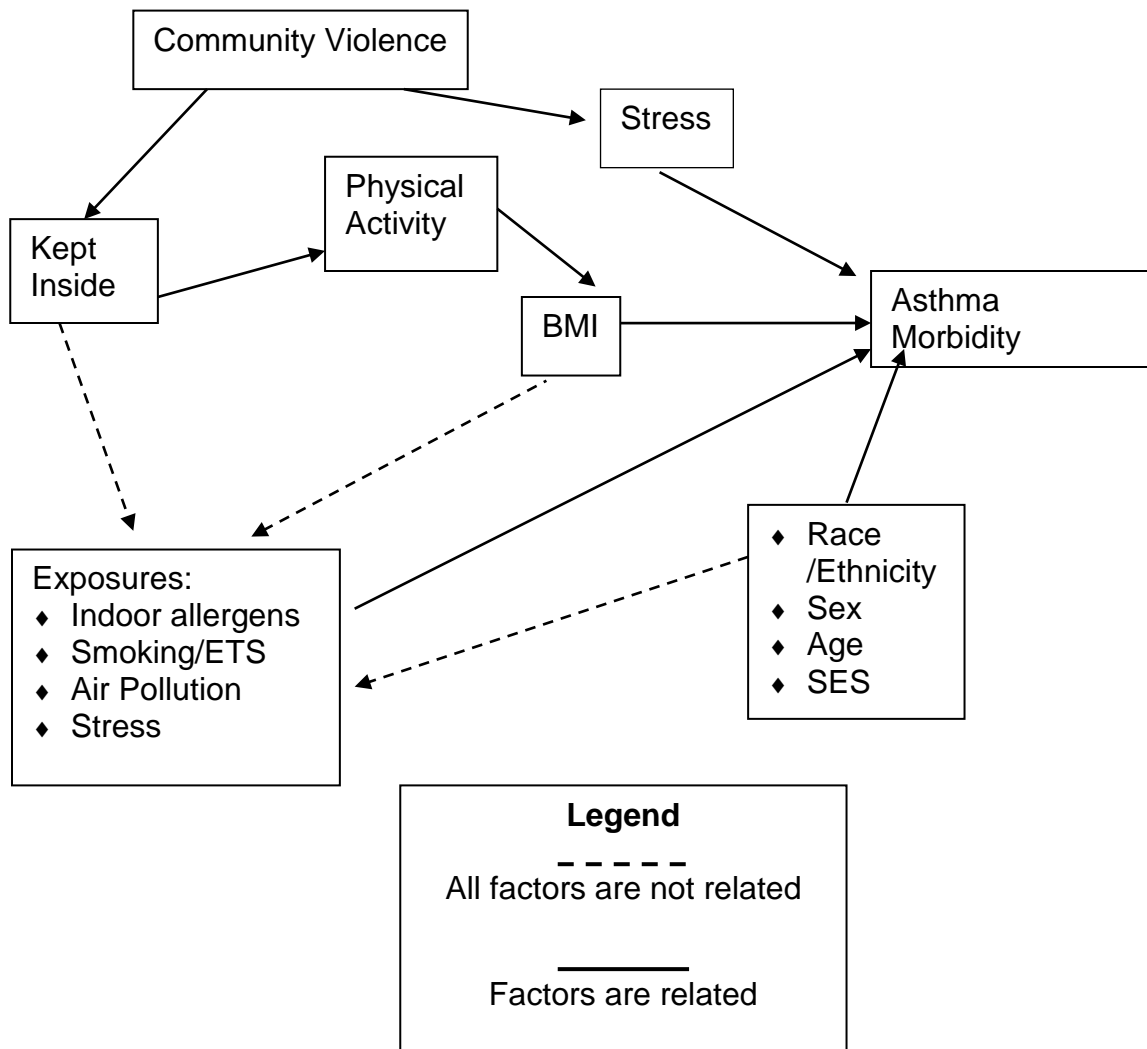 Community Violence
Stress
Physical
Activity
Kept
Inside
BMI
Asthma
Morbidity
Exposures:
♦ Indoor allergens
♦ Smoking/ETS
♦ Air Pollution
♦ Stress
♦ Race
/Ethnicity
♦ Sex
♦ Age
♦ SES
Legend
All factors are not related
Factors are related